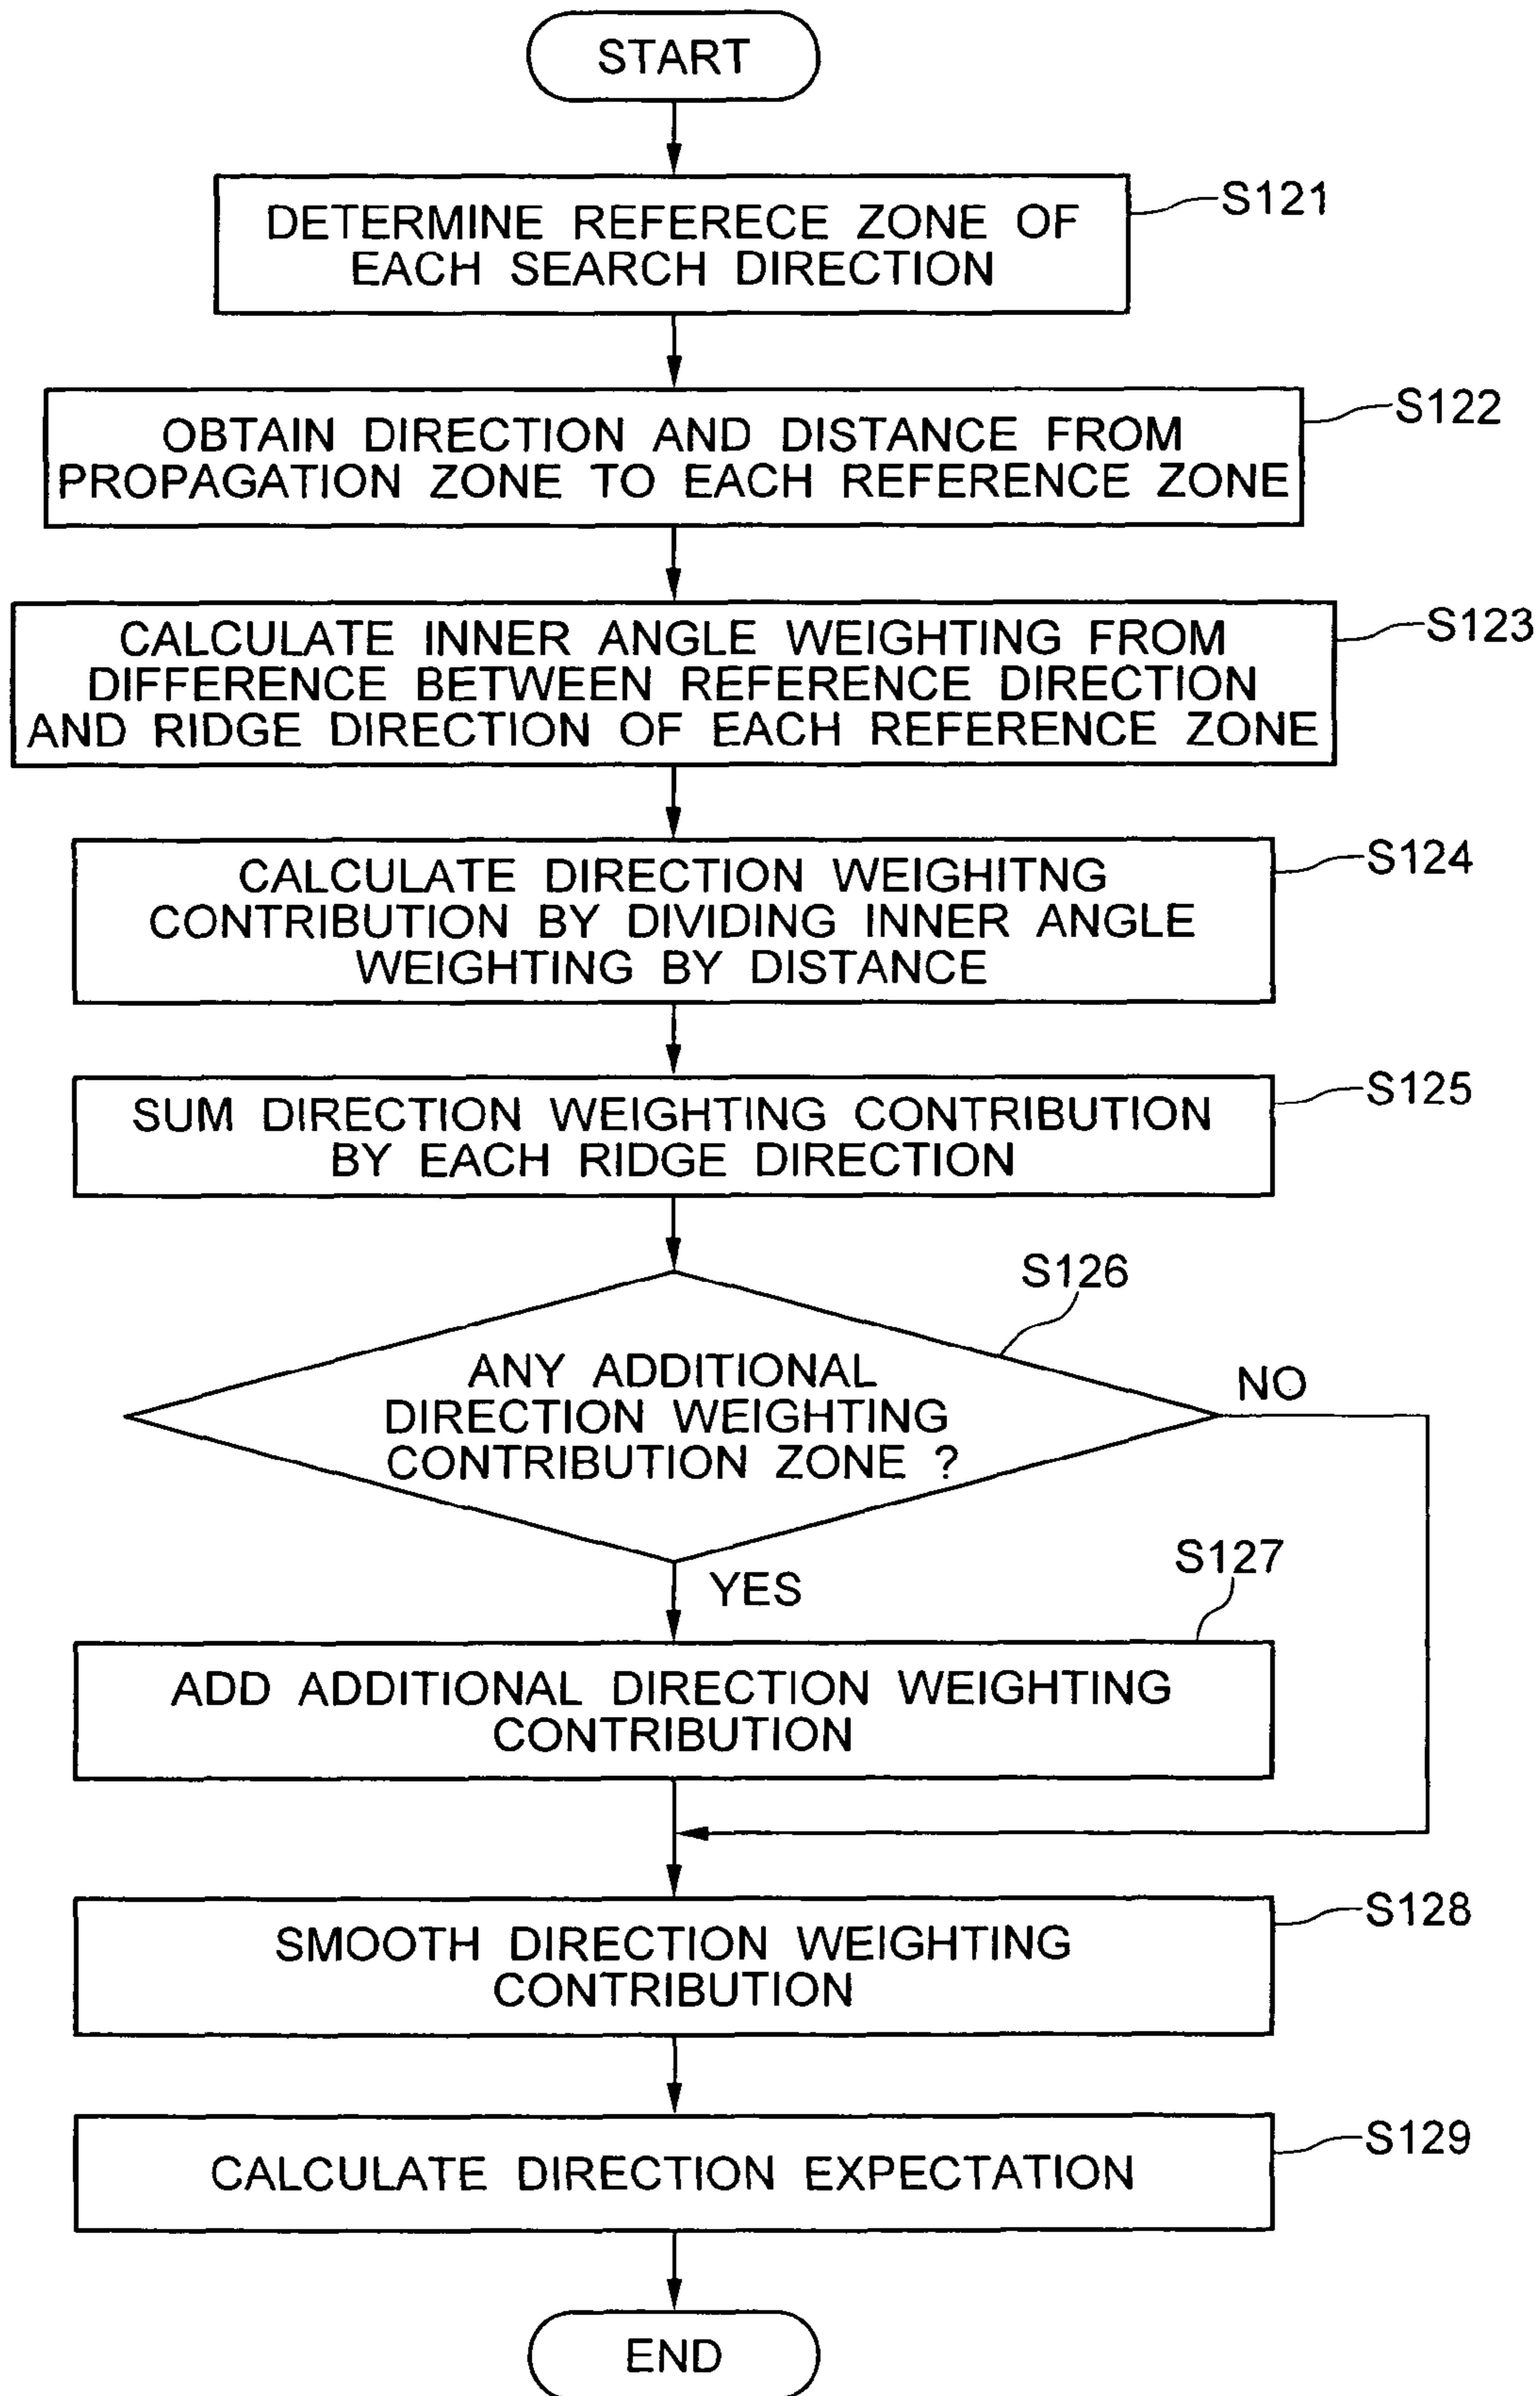 START
S121
DETERMINE REFERECE ZONE OF
EACH SEARCH DIRECTION
S122
OBTAIN DIRECTION AND DISTANCE FROM
PROPAGATION ZONE TO EACH REFERENCE ZONE
S123
CALCULATE INNER ANGLE WEIGHTING FROM
DIFFERENCE BETWEEN REFERENCE DIRECTION
AND RIDGE DIRECTION OF EACH REFERENCE ZONE
S124
CALCULATE DIRECTION WEIGHITNG
CONTRIBUTION BY DIVIDING INNER ANGLE
WEIGHTING BY DISTANCE
S125
SUM DIRECTION WEIGHTING CONTRIBUTION
BY EACH RIDGE DIRECTION
S126
ANY ADDITIONAL
DIRECTION WEIGHTING
CONTRIBUTION ZONE ?
NO
YES
S127
ADD ADDITIONAL DIRECTION WEIGHTING
CONTRIBUTION
S128
SMOOTH DIRECTION WEIGHTING
CONTRIBUTION
S129
CALCULATE DIRECTION EXPECTATION
END